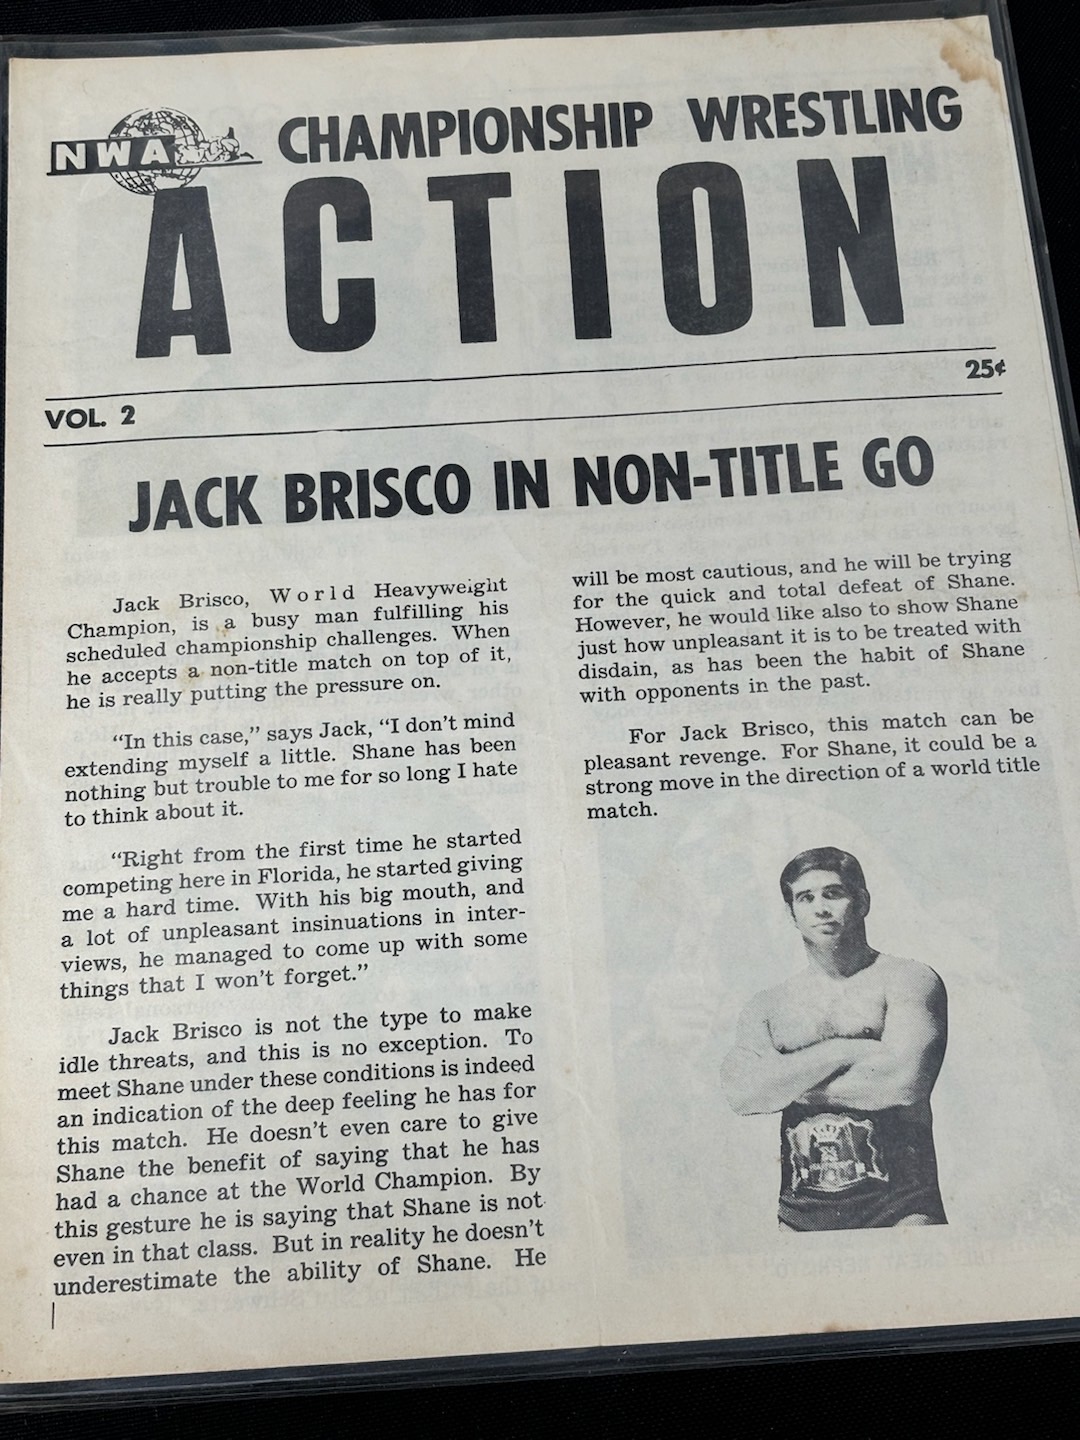 NWA
CHAMPIONSHIP WRESTLING
ACTION
VOL. 2
25¢
JACK BRISCO IN NON-TITLE GO
Jack Brisco, World Heavyweight
Champion, is a busy man fulfilling his
scheduled championship challenges. When
he accepts a non-title match on top of it,
he is really putting the pressure on.
“In this case,” says Jack, “I don’t mind
extending myself a little. Shane has been
nothing but trouble to me for so long I hate
to think about it.
“Right from the first time he started
competing here in Florida, he started giving
me a hard time. With his big mouth, and
a lot of unpleasant insinuations in inter-
views, he managed to come up with some
things that I won’t forget.”
Jack Brisco is not the type to make
idle threats, and this is no exception. To
meet Shane under these conditions is indeed
an indication of the deep feeling he has for
this match. He doesn’t even care to give
Shane the benefit of saying that he has
had a chance at the World Champion. By
this gesture he is saying that Shane is not
even in that class. But in reality he doesn’t
underestimate the ability of Shane. He
will be most cautious, and he will be trying
for the quick and total defeat of Shane.
However, he would like also to show Shane
just how unpleasant it is to be treated with
disdain, as has been the habit of Shane
with opponents in the past.
For Jack Brisco, this match can be
pleasant revenge. For Shane, it could be a
strong move in the direction of a world title
match.